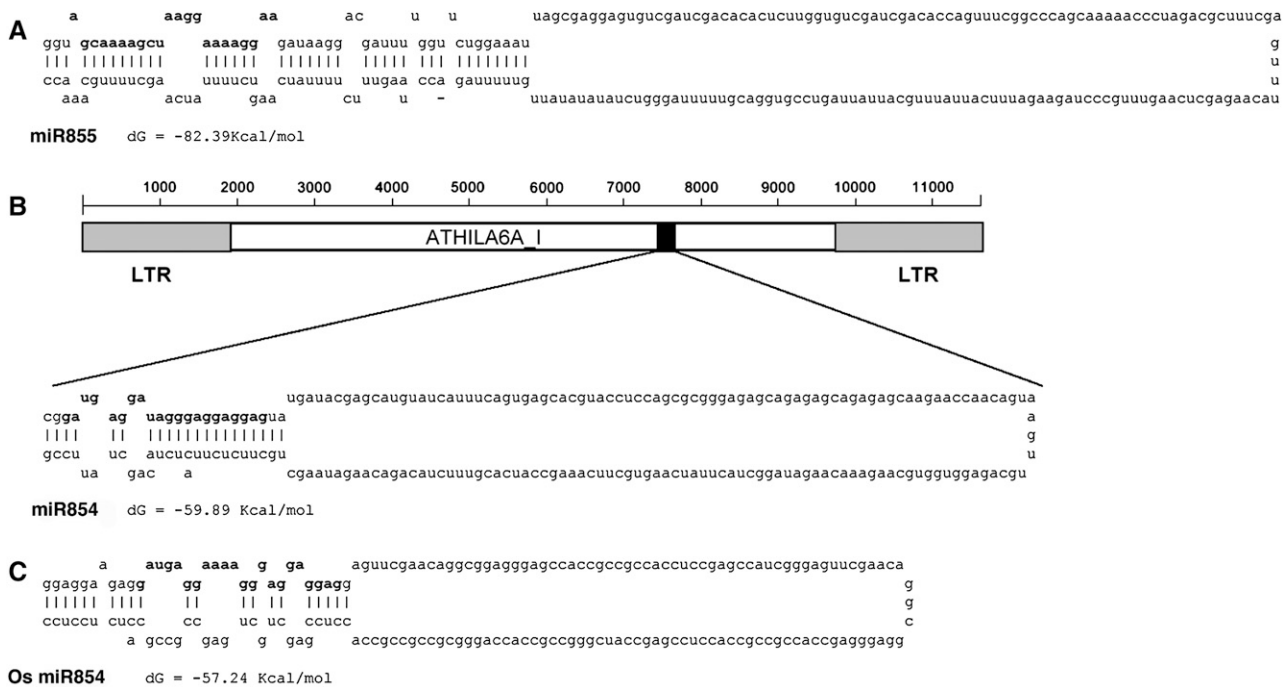 a aagg aa ac u u uagcgaggagugucgaucgacacacucuuggugucgaucgacaccaguuucggcccagcaaaaacccuagacgcuuucga
A
ggu gcaaaagcu aaaagg gauaagg gauuu ggu cuggaaau g
||| ||||||||| |||||| ||||||| ||||| ||| |||||||| u
cca cguuuucga uuuucu cuauuuu uugaa cca gauuuuug u
aaa acua gaa cu u - uuauauauaucugggauuuuugcaggugccugauuauuacguuuauuacuuuagaagaucccguuugaacucgagaacau
miR855 dG = -82.39Kcal/mol
1000 2000 3000 4000 5000 6000 7000 8000 9000 10000 11000
B
ATHILA6A_I
LTR LTR
ug ga ugauacgagcauguaucauuucagugagcacguaccuccagcgcgggagagcagagagcagagagcaagaaccaacagua
cgga ag uagggaggaggagua a
|||| || |||||||||||||| g
gccu uc aucucuucucuucgu u
ua gac a cgaauagaacagacaucuuugcacuaccgaaacuucgugaacuauucaucggauagaacaaagaacgugguggagacgu
miR854 dG = -59.89 Kcal/mol
C
a auga aaaa g ga aguucgaacaggcggagggagccaccgccgccaccuccgagccaucgggaguucgaaca
ggagga gagg gg gg ag ggagg g
|||||| |||| || || || ||||| g
ccuccu cucc cc uc uc ccucc c
a gccg gag g gag accgccgccgcgggaccaccgccgggcuaccgagccuccaccgccgccaccgagggagg
Os miR854 dG = -57.24 Kcal/mol